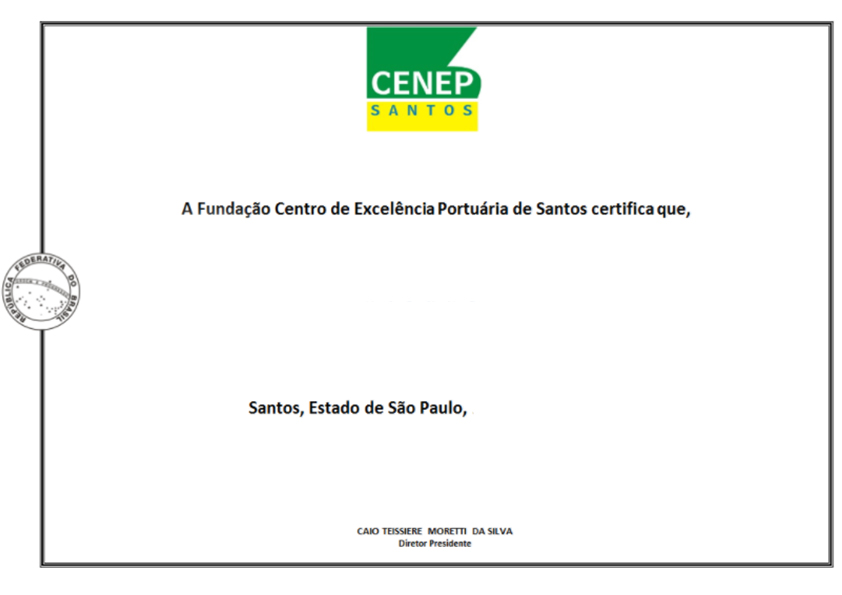 CENEP
SANTOS
A Fundação Centro de Excelência Portuária de Santos certifica que,
REPÚBLICA FEDERATIVA DO BRASIL
Santos, Estado de São Paulo,
CAIO TEISSIERE MORETTI DA SILVA
Diretor Presidente